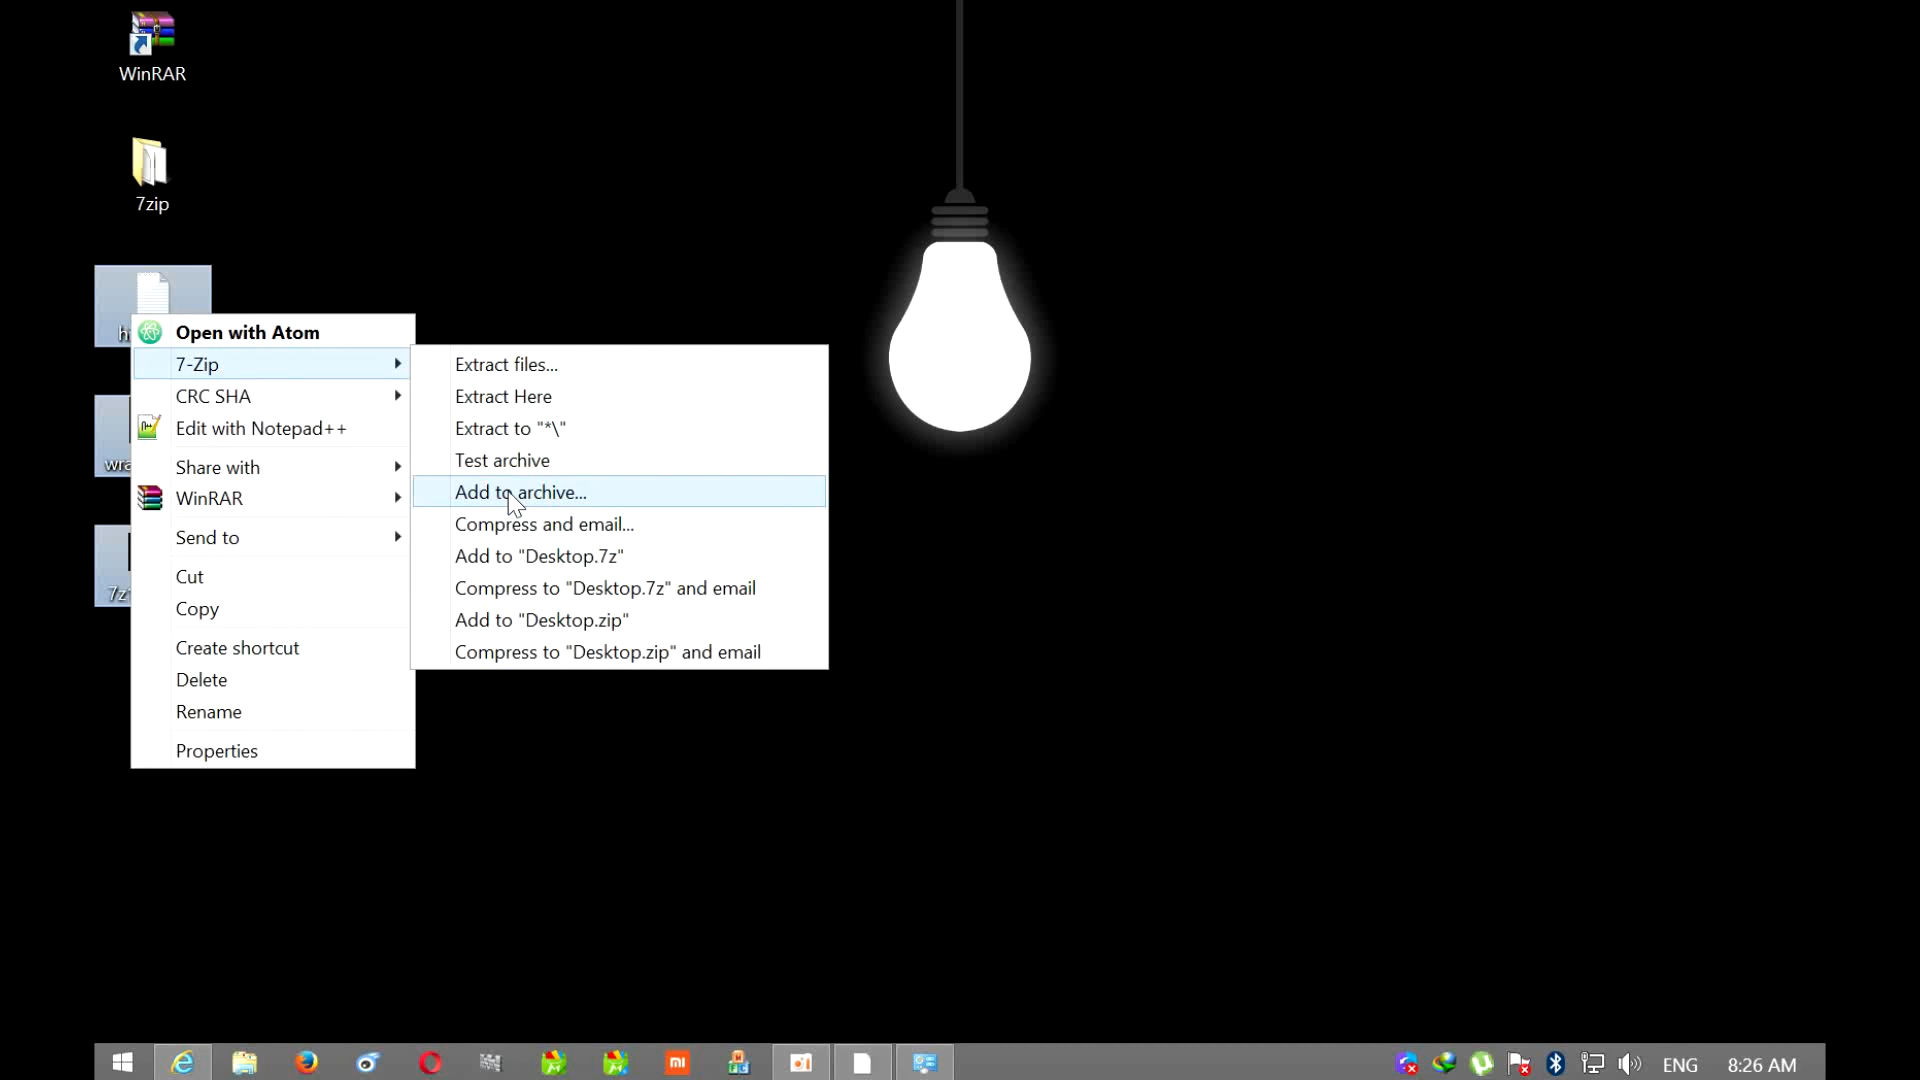 WinRAR
7zip
Open with Atom
7-Zip
CRC SHA
Edit with Notepad++
Share with
WinRAR
Send to
Cut
Copy
Create shortcut
Delete
Rename
Properties
Extract files...
Extract Here
Extract to "*\"
Test archive
Add to archive...
Compress and email...
Add to "Desktop.7z"
Compress to "Desktop.7z" and email
Add to "Desktop.zip"
Compress to "Desktop.zip" and email
ENG
8:26 AM